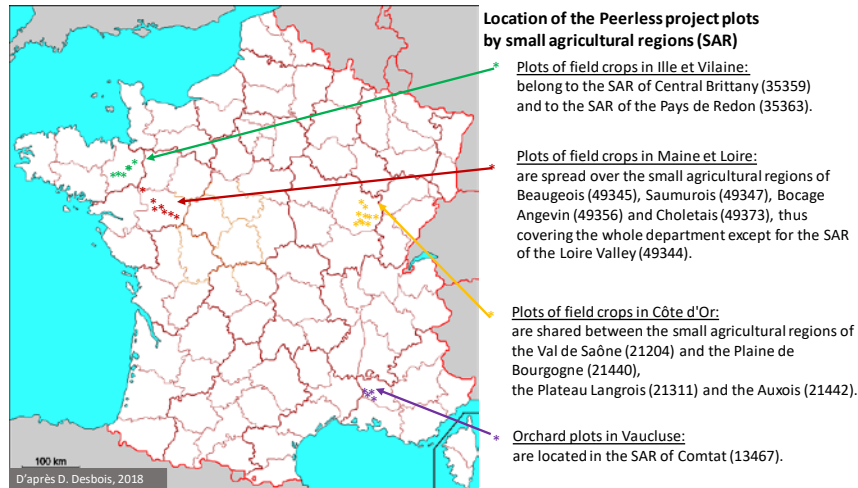 Location of the Peerless project plots
by small agricultural regions (SAR)
* Plots of field crops in Ille et Vilaine:
belong to the SAR of Central Brittany (35359)
and to the SAR of the Pays de Redon (35363).
* Plots of field crops in Maine et Loire:
are spread over the small agricultural regions of
Beaugeois (49345), Saumurois (49347), Bocage
Angevin (49356) and Choletais (49373), thus
covering the whole department except for the SAR
of the Loire Valley (49344).
* Plots of field crops in Côte d'Or:
are shared between the small agricultural regions of
the Val de Saône (21204) and the Plaine de
Bourgogne (21440),
the Plateau Langrois (21311) and the Auxois (21442).
* Orchard plots in Vaucluse:
are located in the SAR of Comtat (13467).
100 km
D'après D. Desbois, 2018